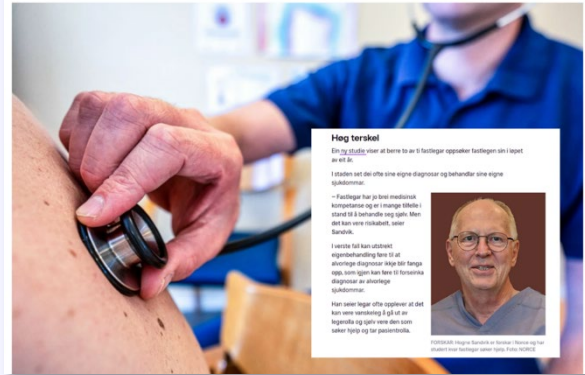 Høg terskel
Ein ny studie viser at berre to av ti fastlegar oppsøker fastlegen sin i løpet
av eit år.
I staden set dei ofte sine eigne diagnosar og behandlar sine eigne
sjukdommar.
– Fastlegar har jo brei medisinsk
kompetanse og er i mange tilfelle i
stand til å behandle seg sjølv. Men
det kan vere risikabelt, seier
Sandvik.
I verste fall kan utstrekt
eigenbehandling føre til at
alvorlege diagnosar ikkje blir fanga
opp, som igjen kan føre til forseinka
diagnosar av alvorlege
sjukdommar.
Han seier legar ofte opplever at det
kan vere vanskeleg å gå ut av
legerolla og sjølv vere den som
søker hjelp og tar pasientrolla.
FORSKAR: Hogne Sandvik er forskar i Norce og har
studert kvar fastlegar søker hjelp. Foto: NORCE